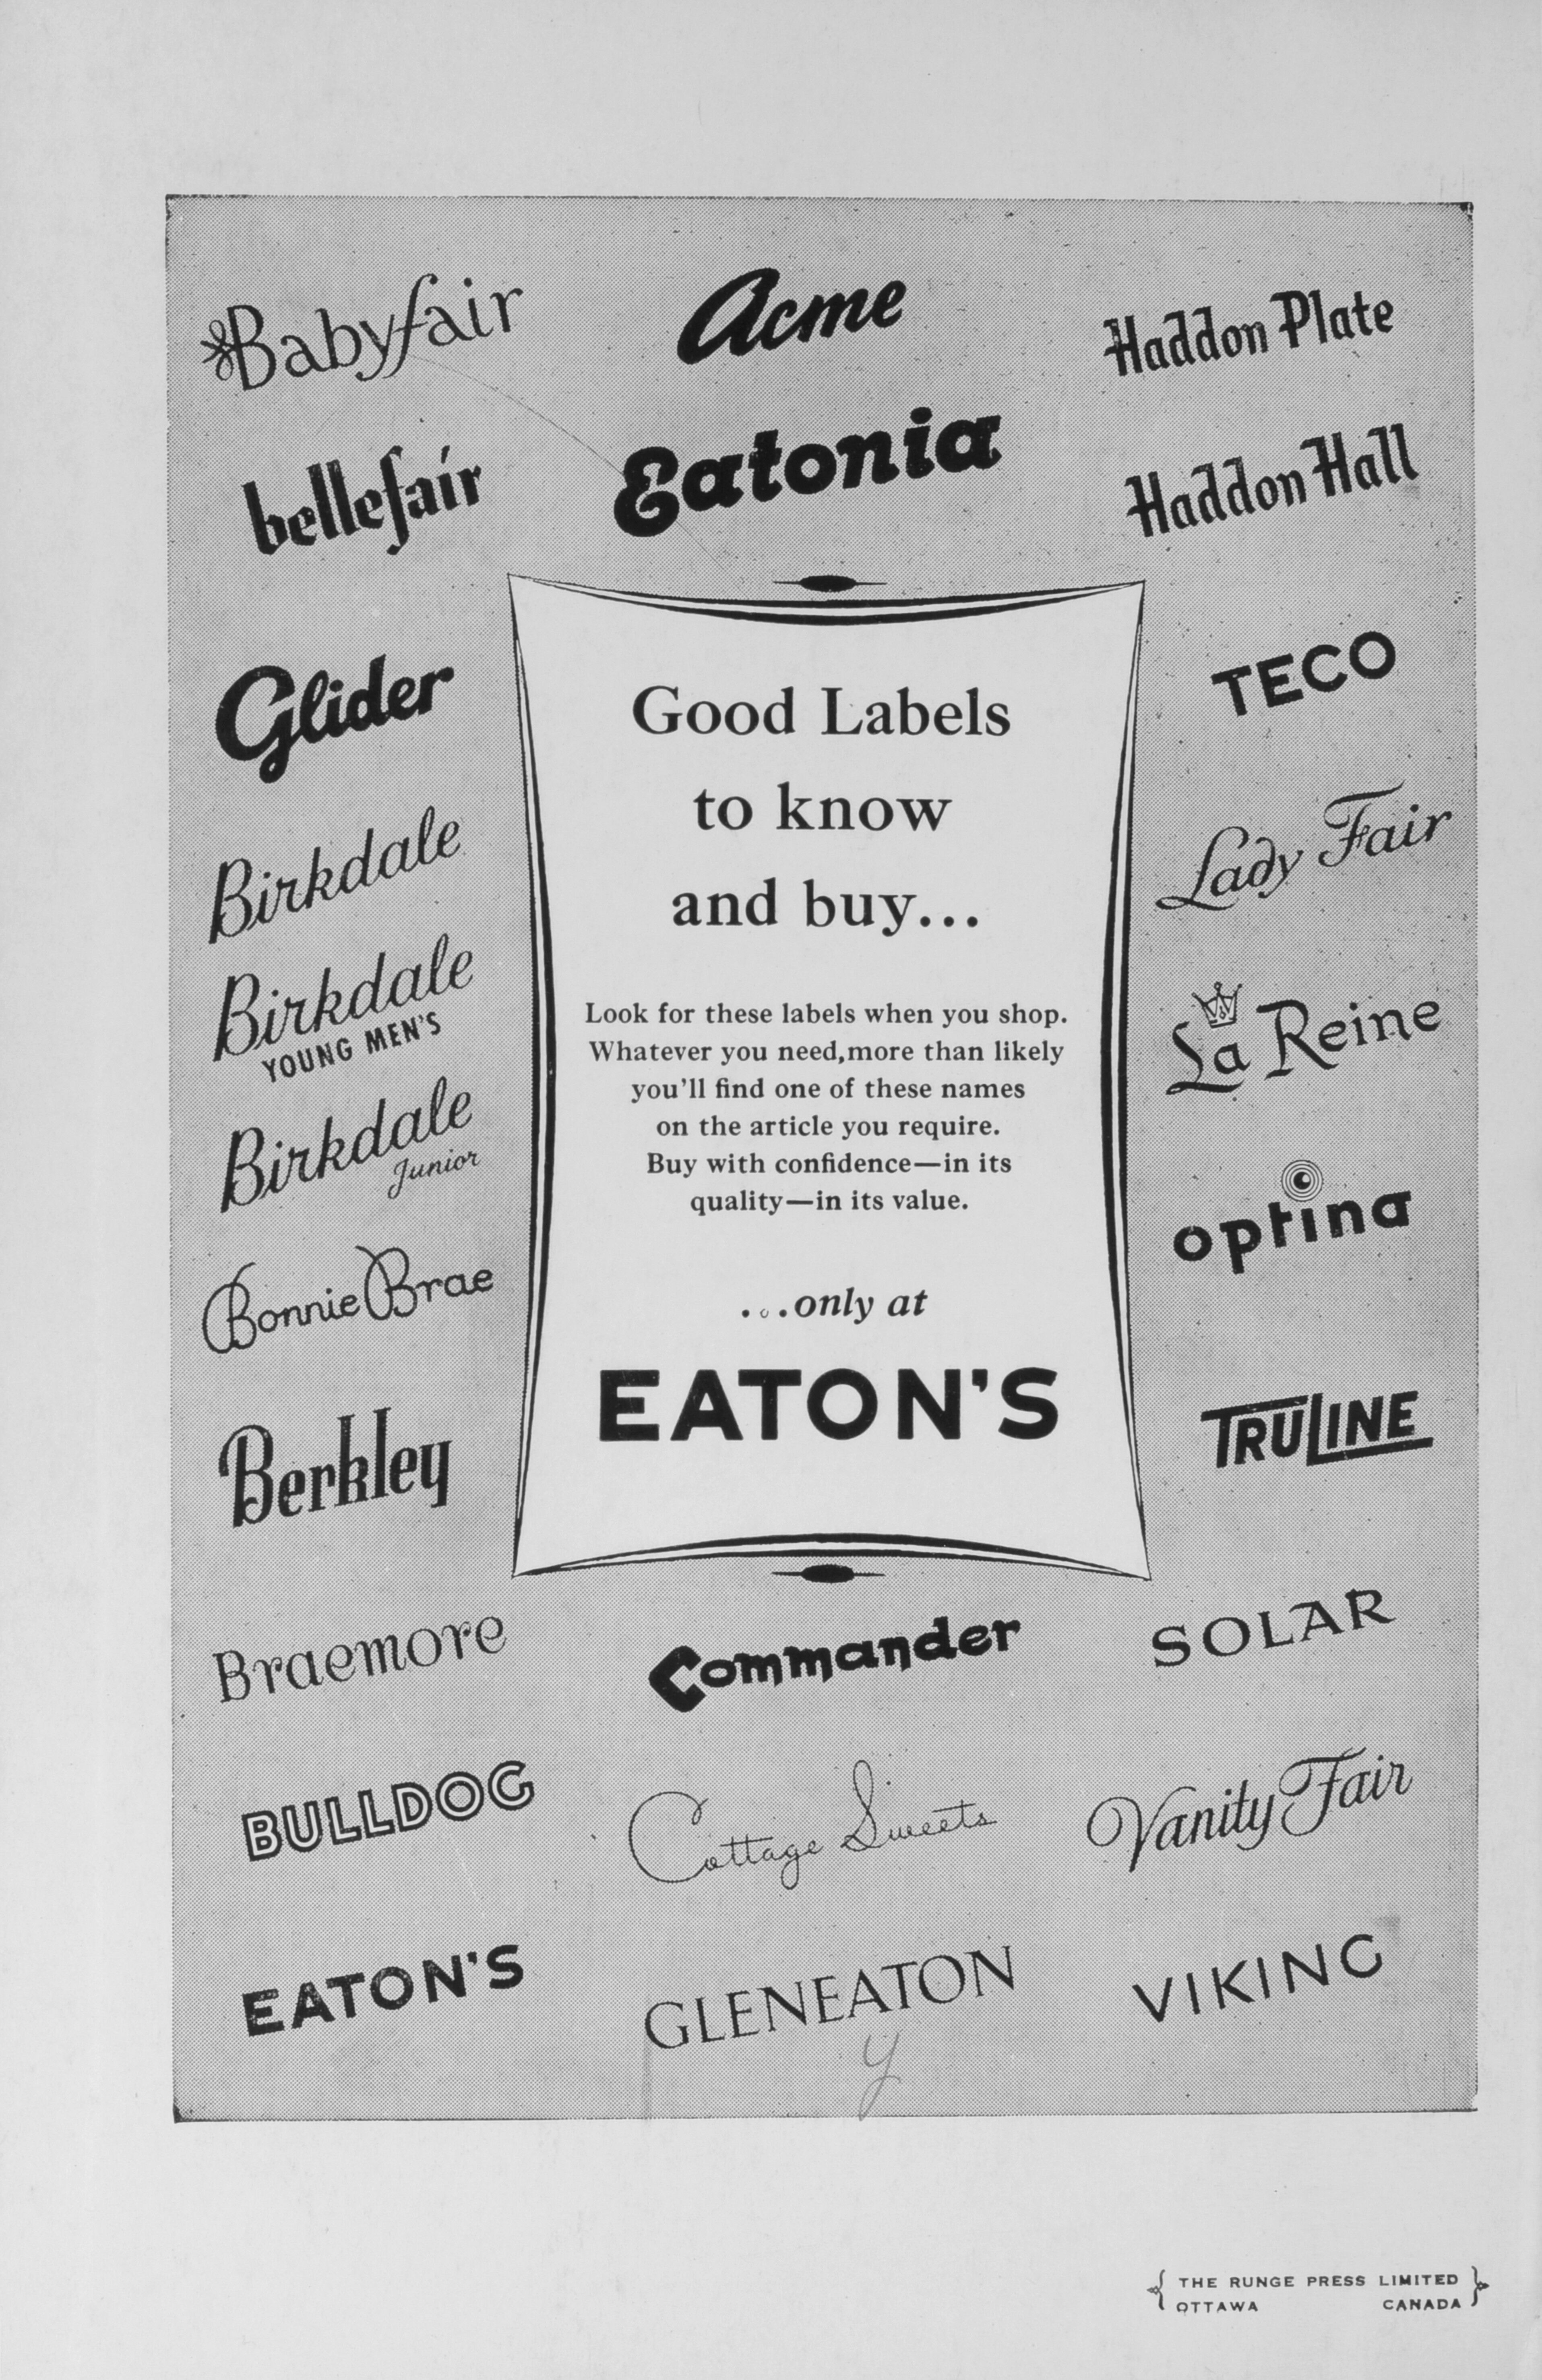 Babyfair
Acme
Haddon Plate
bellefair
Eatonia
Haddon Hall
Glider
Birkdale
Birkdale
YOUNG MEN'S
Birkdale
Junior
Bonnie Brae
Berkley
Good Labels
to know
and buy...
Look for these labels when you shop.
Whatever you need, more than likely
you'll find one of these names
on the article you require.
Buy with confidence—in its
quality—in its value.
...only at
EATON'S
TECO
Lady Fair
La Reine
optina
TRULINE
Braemore
Commander
SOLAR
BULLDOG
Cottage Sweets
Vanity Fair
EATON'S
GLENEATON
VIKING
y
THE RUNGE PRESS LIMITED
OTTAWA CANADA